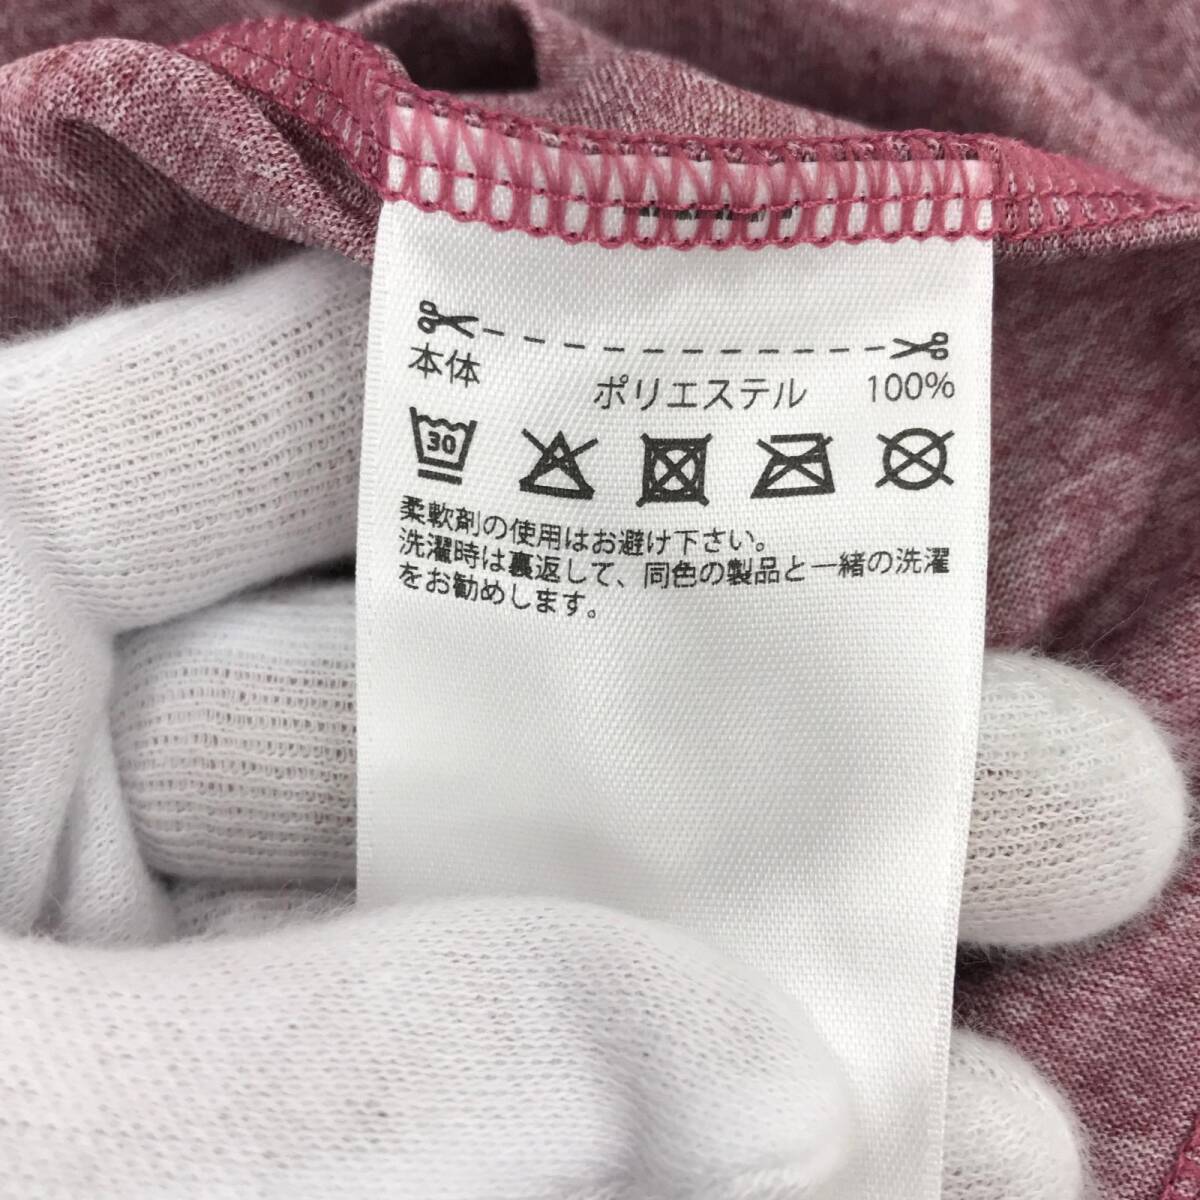 本体 ポリエステル 100%
30
柔軟剤の使用はお避け下さい。
洗濯時は裏返して、同色の製品と一緒の洗濯
をお勧めします。